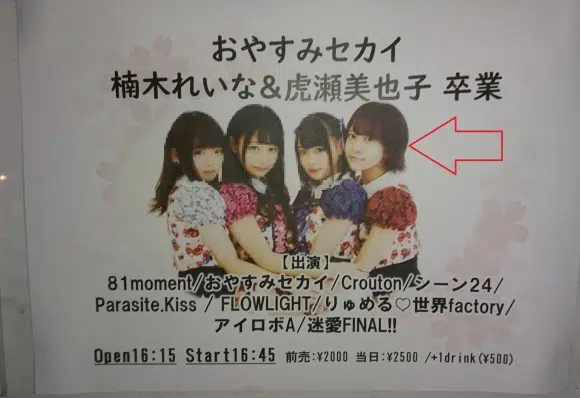 おやすみセカイ
楠木れいな&虎瀬美也子 卒業
【出演】
81moment/おやすみセカイ/Crouton/シーン24/
Parasite.Kiss / FLOWLIGHT/りゅめる♡世界factory/
アイロボA/迷愛FINAL!!
Open16:15 Start16:45 前売:¥2000 当日:¥2500 /+1drink(¥500)